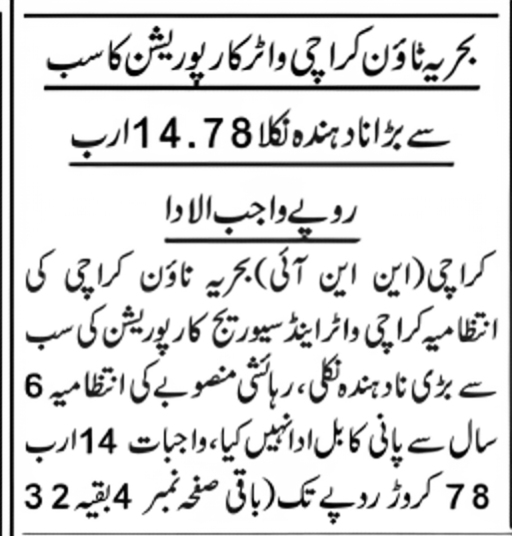 بحریہ ٹاؤن کراچی واٹر کارپوریشن کا سب
سے بڑا نادہندہ نکلا 14.78 ارب
روپے واجب الادا
کراچی (این این آئی) بحریہ ٹاؤن کراچی کی
انتظامیہ کراچی واٹر اینڈ سیوریج کارپوریشن کی سب
سے بڑی نادہندہ نکلی، رہائشی منصوبے کی انتظامیہ 6
سال سے پانی کا بل ادا نہیں کیا، واجبات 14 ارب
78 کروڑ روپے تک (باقی صفحہ نمبر 4 بقیہ 32